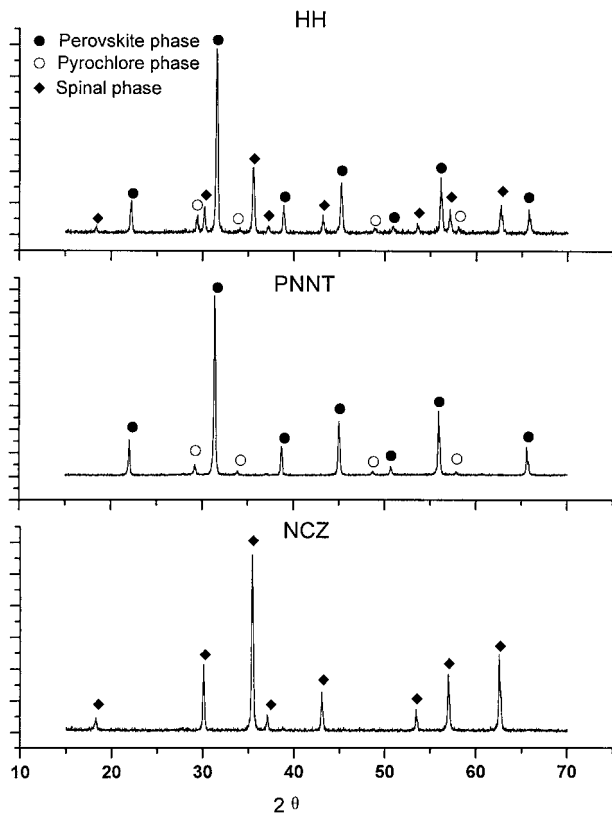 HH
Perovskite phase
Pyrochlore phase
Spinal phase
PNNT
NCZ
10 20 30 40 50 60 70
2 θ